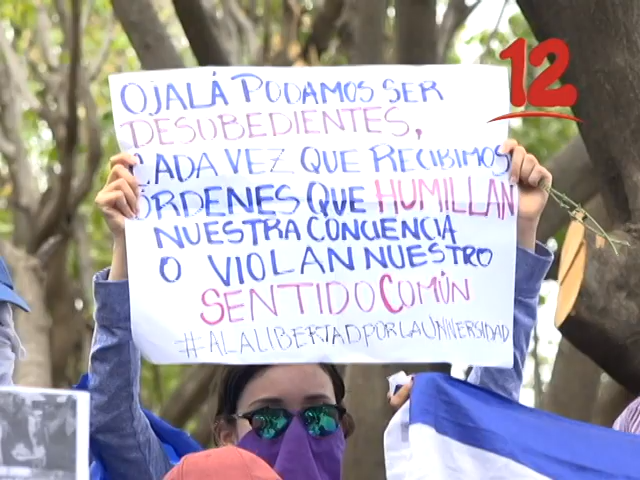 12
OJALÁ PODAMOS SER
DESOBEDIENTES,
CADA VEZ QUE RECIBIMOS
ÓRDENES QUE HUMILLAN
NUESTRA CONCIENCIA
O VIOLAN NUESTRO
SENTIDO COMÚN
#ALALIBERTADPORLAUNIVERSIDAD